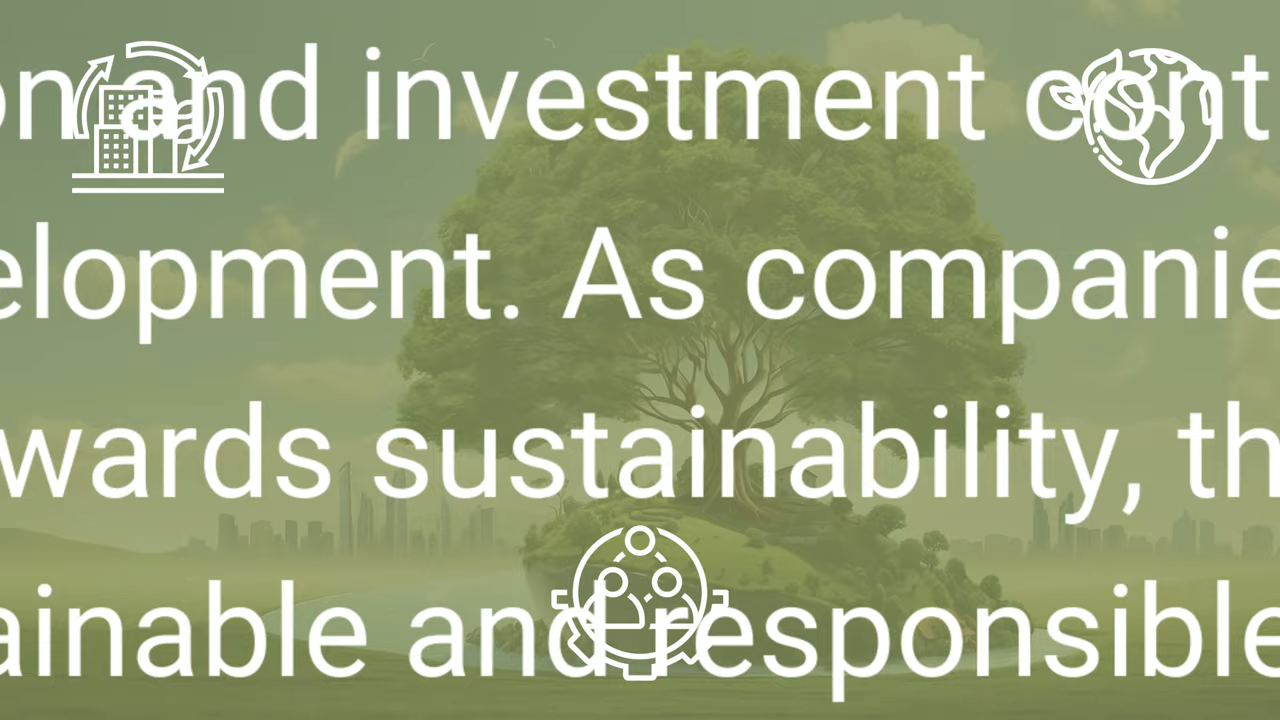 on and investment cont
elopment. As companie
wards sustainability, th
ainable and responsible